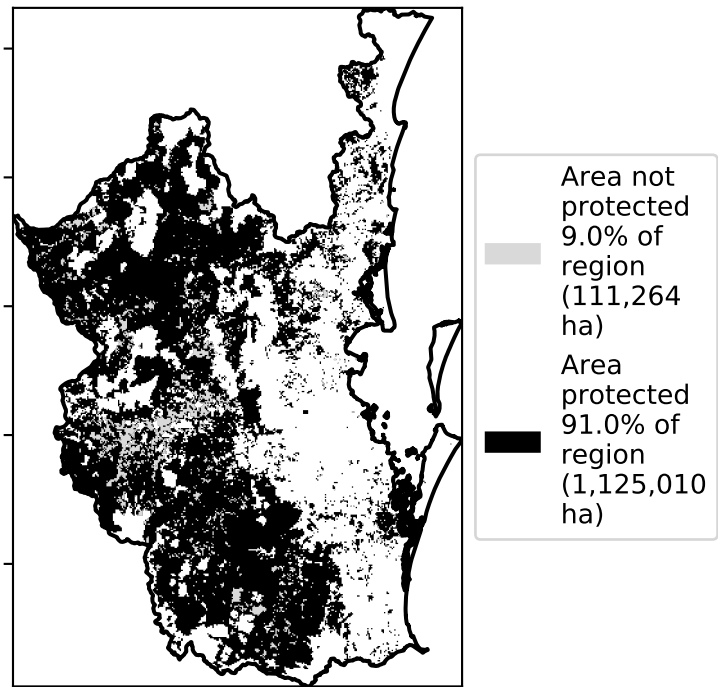 Area not
protected
9.0% of
region
(111,264
ha)
Area
protected
91.0% of
region
(1,125,010
ha)